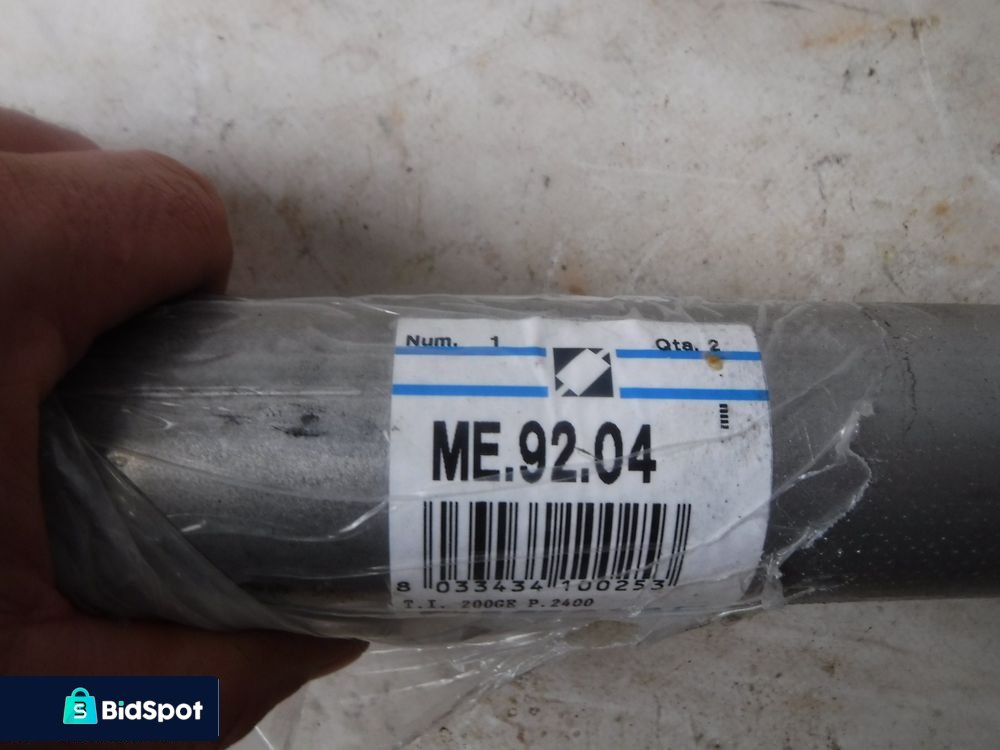 Num. 1 Qta. 2
ME.92.04
8 033434 100253
T.I. 200GE P.2400
BidSpot